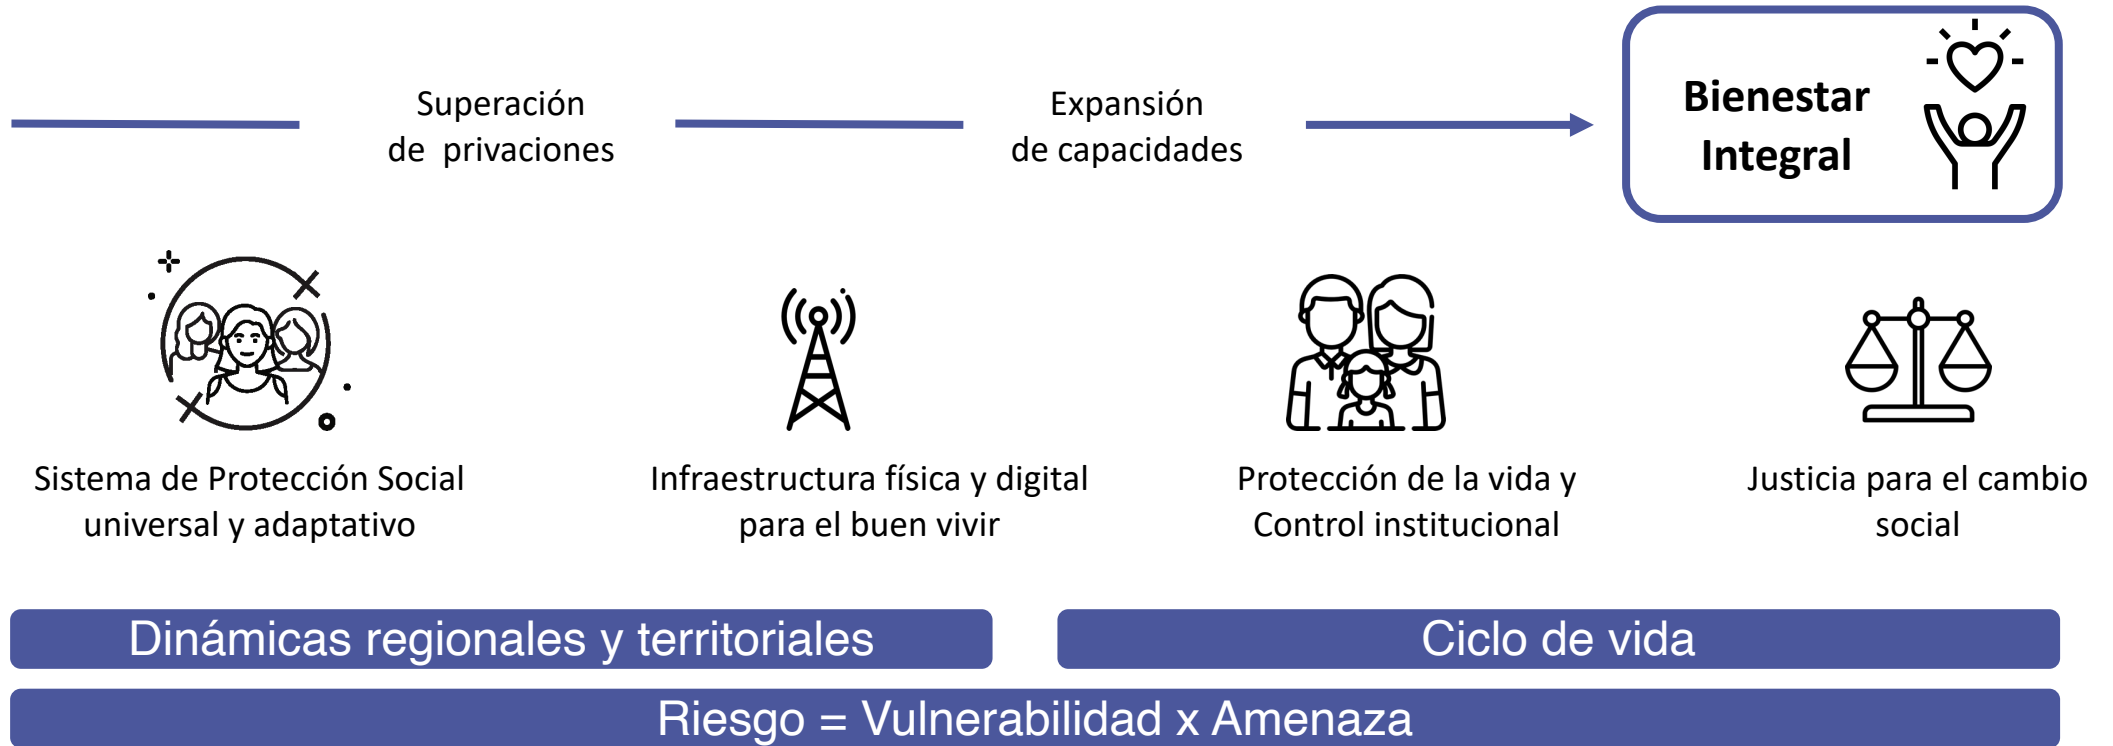 Superación
de privaciones
Expansión
de capacidades
Bienestar
Integral
Sistema de Protección Social
universal y adaptativo
Infraestructura física y digital
para el buen vivir
Protección de la vida y
Control institucional
Justicia para el cambio
social
Dinámicas regionales y territoriales
Ciclo de vida
Riesgo = Vulnerabilidad x Amenaza